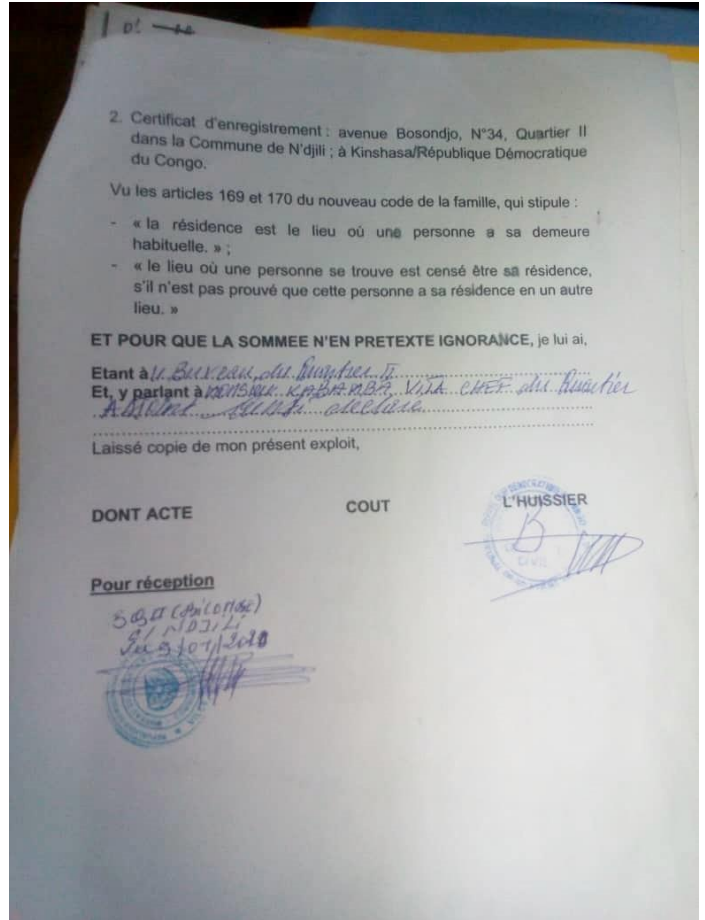 2. Certificat d'enregistrement : avenue Bosondjo, N°34, Quartier II
dans la Commune de N'djili ; à Kinshasa/République Démocratique
du Congo.
Vu les articles 169 et 170 du nouveau code de la famille, qui stipule :
- « la résidence est le lieu où une personne a sa demeure
habituelle. » ;
- « le lieu où une personne se trouve est censé être sa résidence,
s'il n'est pas prouvé que cette personne a sa résidence en un autre
lieu. »
ET POUR QUE LA SOMMEE N'EN PRETEXTE IGNORANCE, je lui ai,
Etant à u Bureau du Quartier II
Et, y parlant à MONSIEUR KABAMBA VITA CHEF du Quartier
déclaré
Laissé copie de mon présent exploit,
DONT ACTE
COUT
L'HUISSIER
B
CIVIL
Pour réception